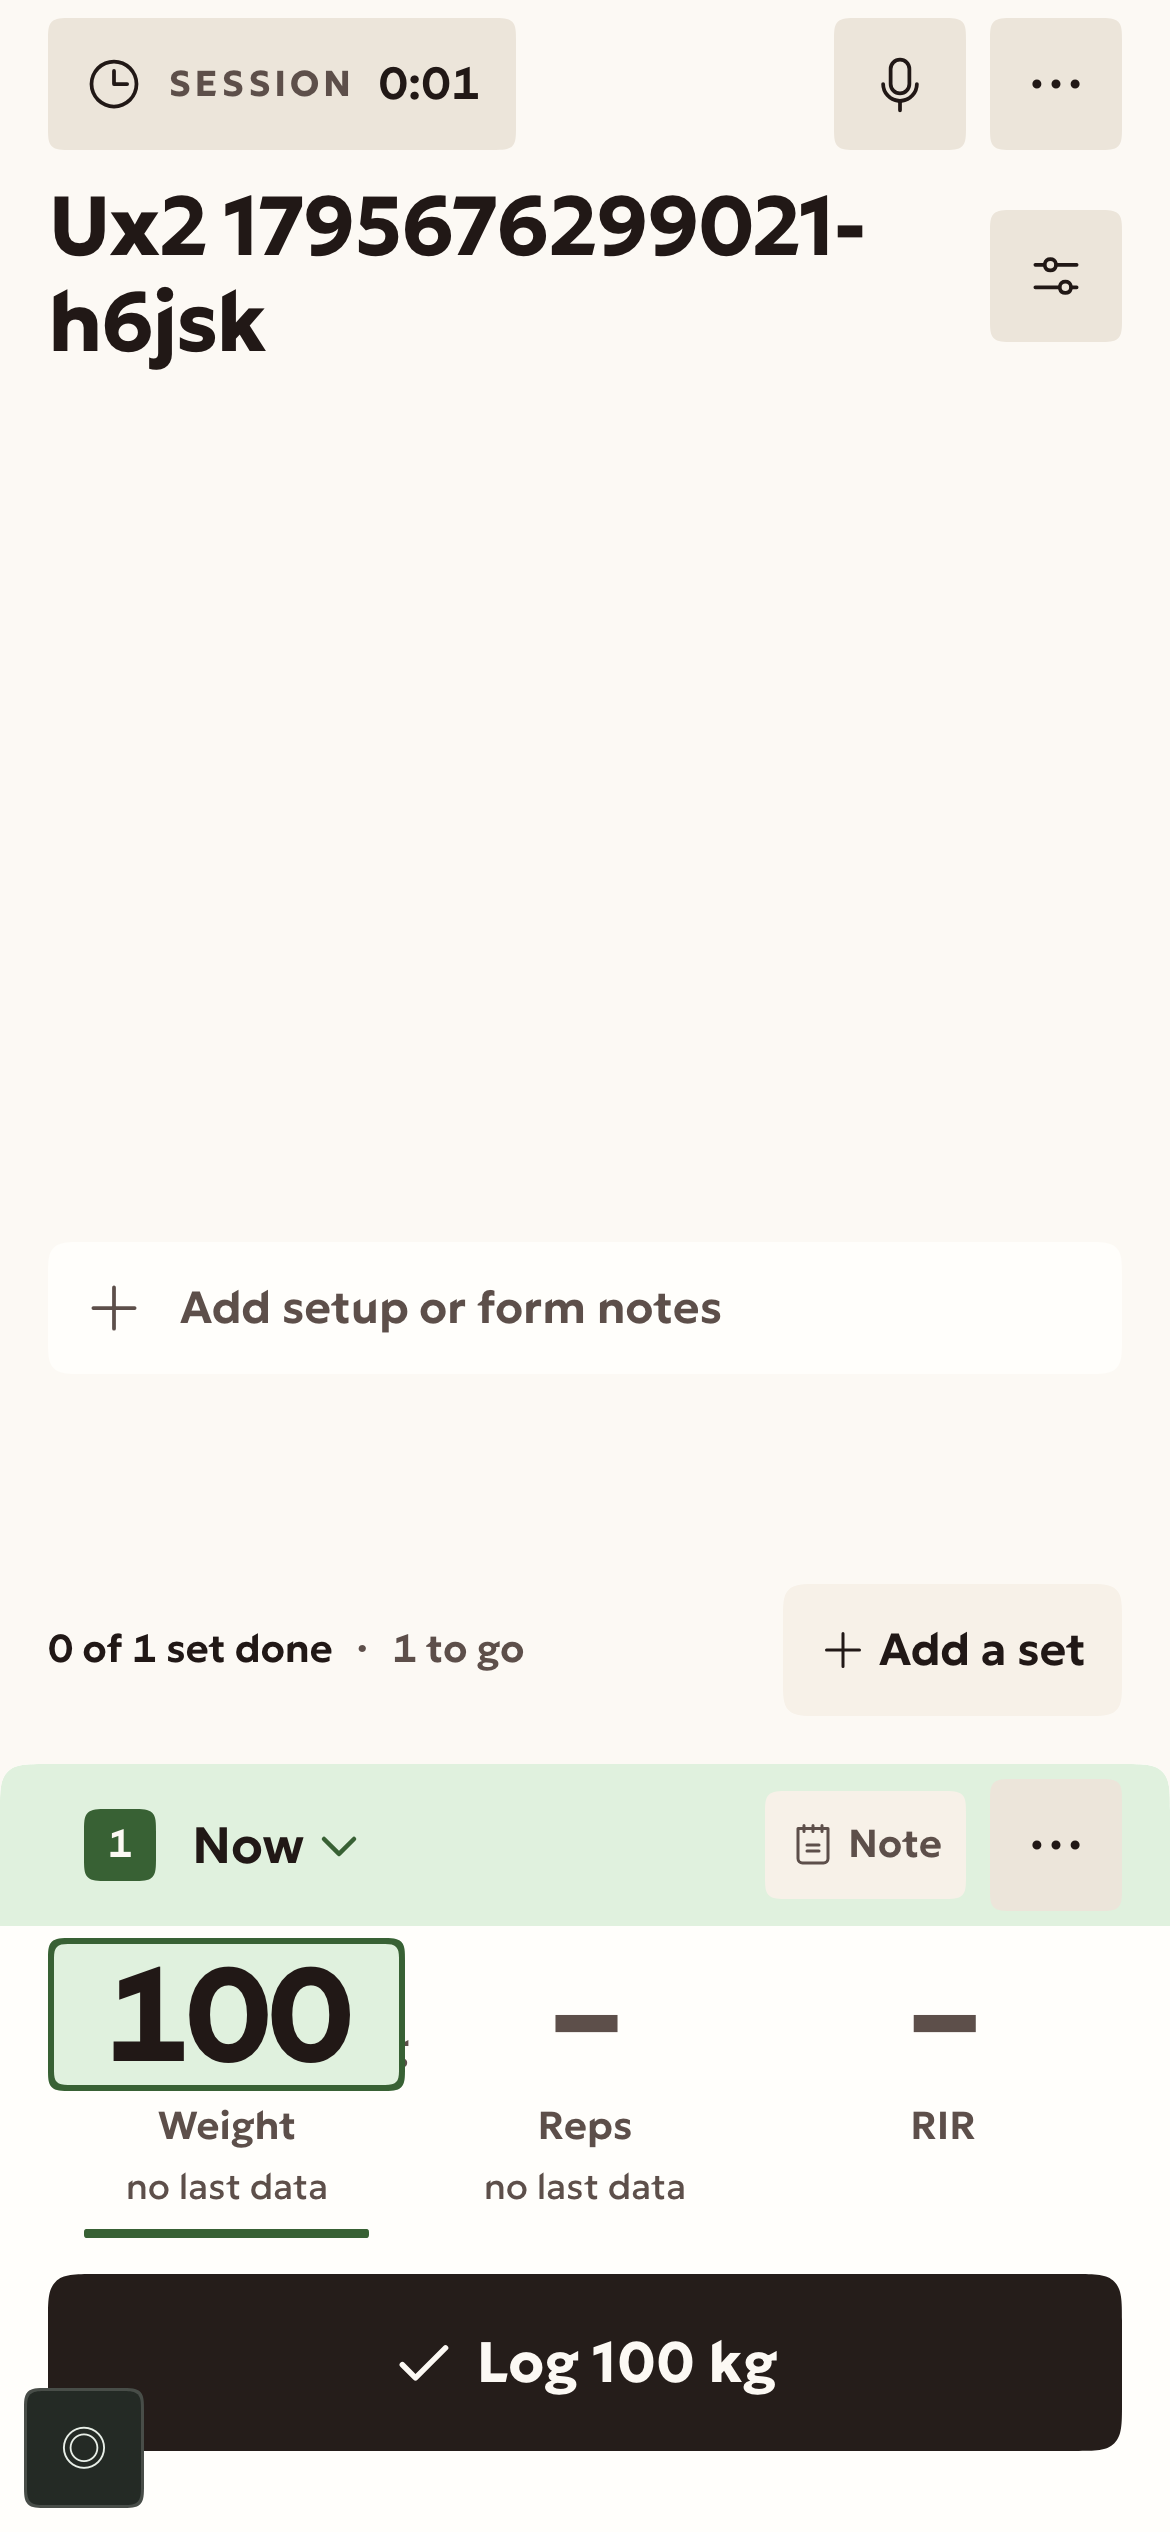 SESSION 0:01
Ux2 1795676299021-
h6jsk
Add setup or form notes
0 of 1 set done · 1 to go
+ Add a set
1 Now
Note
100
–
–
Weight
Reps
RIR
no last data
no last data
Log 100 kg